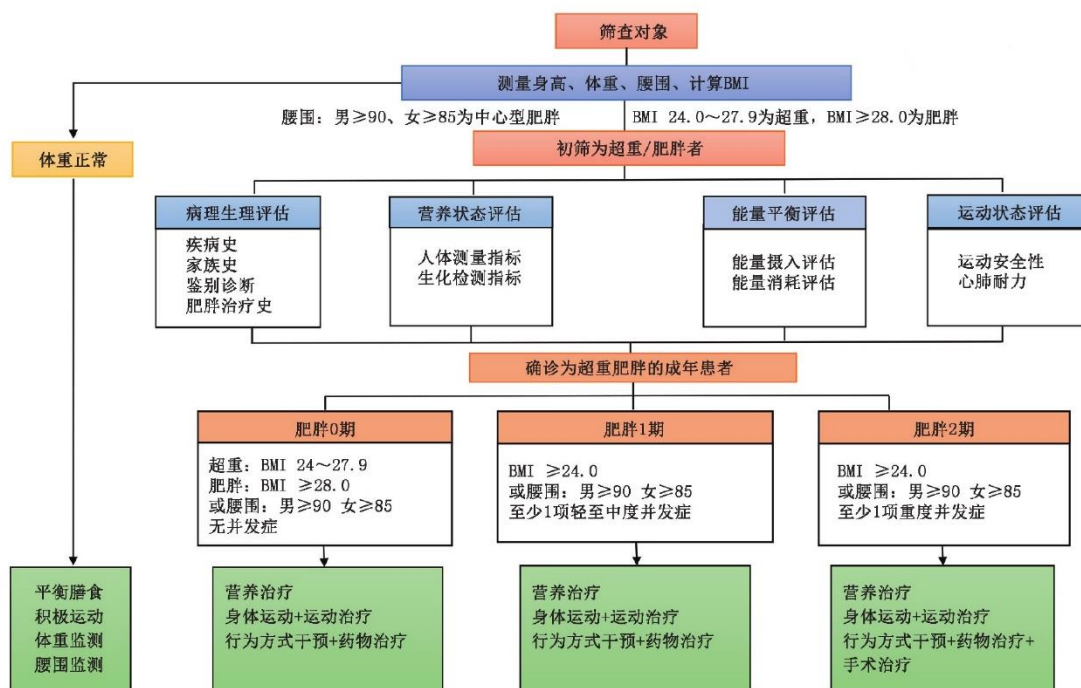 筛查对象
测量身高、体重、腰围、计算BMI
腰围：男≥90、女≥85为中心型肥胖
BMI 24.0～27.9为超重，BMI≥28.0为肥胖
体重正常
初筛为超重/肥胖者
病理生理评估
疾病史
家族史
鉴别诊断
肥胖治疗史
营养状态评估
人体测量指标
生化检测指标
能量平衡评估
能量摄入评估
能量消耗评估
运动状态评估
运动安全性
心肺耐力
确诊为超重肥胖的成年患者
肥胖0期
超重：BMI 24～27.9
肥胖：BMI ≥28.0
或腰围：男≥90 女≥85
无并发症
肥胖1期
BMI ≥24.0
或腰围：男≥90 女≥85
至少1项轻至中度并发症
肥胖2期
BMI ≥24.0
或腰围：男≥90 女≥85
至少1项重度并发症
平衡膳食
积极运动
体重监测
腰围监测
营养治疗
身体运动+运动治疗
行为方式干预+药物治疗
营养治疗
身体运动+运动治疗
行为方式干预+药物治疗
营养治疗
身体运动+运动治疗
行为方式干预+药物治疗+
手术治疗